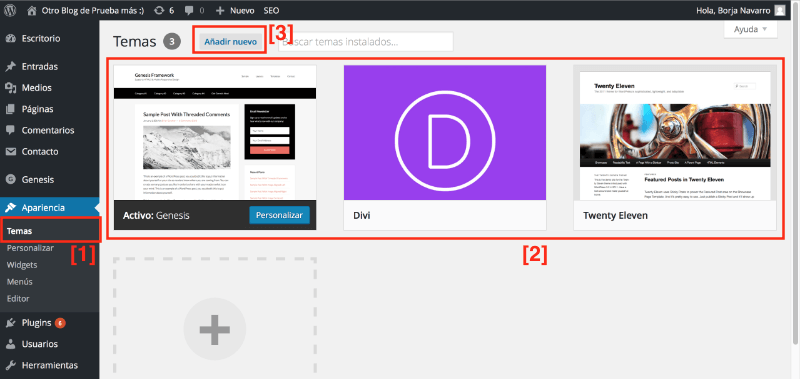 Otro Blog de Prueba más :) 6 0 + Nuevo SEO Hola, Borja Navarro
Ayuda
Escritorio
Entradas
Medios
Páginas
Comentarios
Contacto
Genesis
Apariencia
Temas
Personalizar
Widgets
Menús
Editor
Plugins 6
Usuarios
Herramientas
[1]
Temas 3 Añadir nuevo Buscar temas instalados...
[3]
Genesis Framework
Sample Post With Threaded Comments
Activo: Genesis Personalizar
D
Divi
Twenty Eleven
Featured Posts in Twenty Eleven
Twenty Eleven
[2]
+